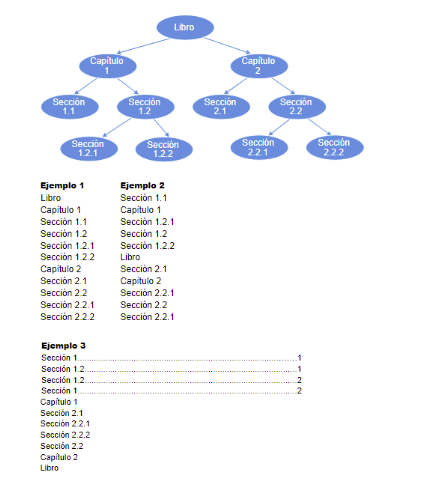 Libro
Capítulo
1
Capítulo
2
Sección
1.1
Sección
1.2
Sección
2.1
Sección
2.2
Sección
1.2.1
Sección
1.2.2
Sección
2.2.1
Sección
2.2.2
Ejemplo 1
Libro
Capítulo 1
Sección 1.1
Sección 1.2
Sección 1.2.1
Sección 1.2.2
Capítulo 2
Sección 2.1
Sección 2.2
Sección 2.2.1
Sección 2.2.2
Ejemplo 2
Sección 1.1
Capítulo 1
Sección 1.2.1
Sección 1.2
Sección 1.2.2
Libro
Sección 2.1
Capítulo 2
Sección 2.2.1
Sección 2.2
Sección 2.2.1
Ejemplo 3
Sección 1..........................................................................1
Sección 1.2.......................................................................1
Sección 1.2.......................................................................2
Sección 1..........................................................................2
Capítulo 1
Sección 2.1
Sección 2.2.1
Sección 2.2.2
Sección 2.2
Capítulo 2
Libro